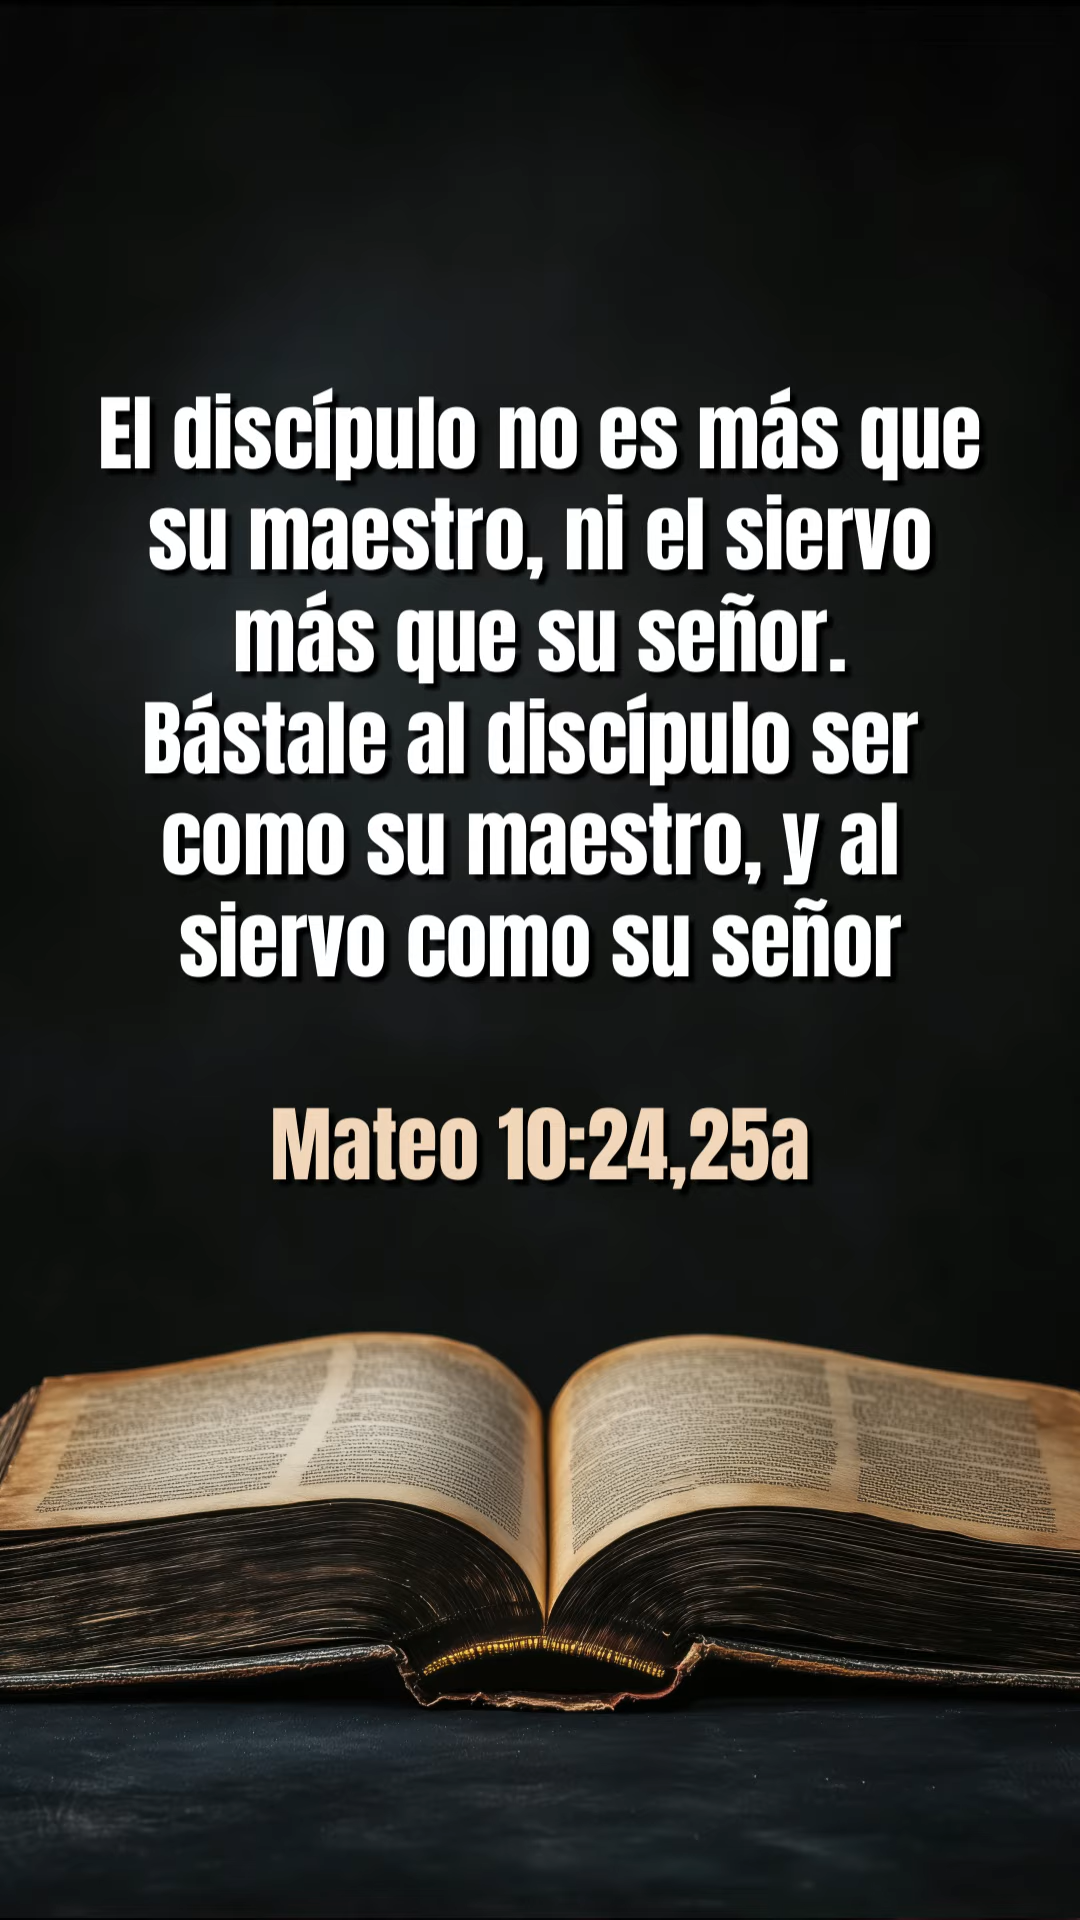 El discípulo no es más que
su maestro, ni el siervo
más que su señor.
Bástale al discípulo ser
como su maestro, y al
siervo como su señor
Mateo 10:24,25a